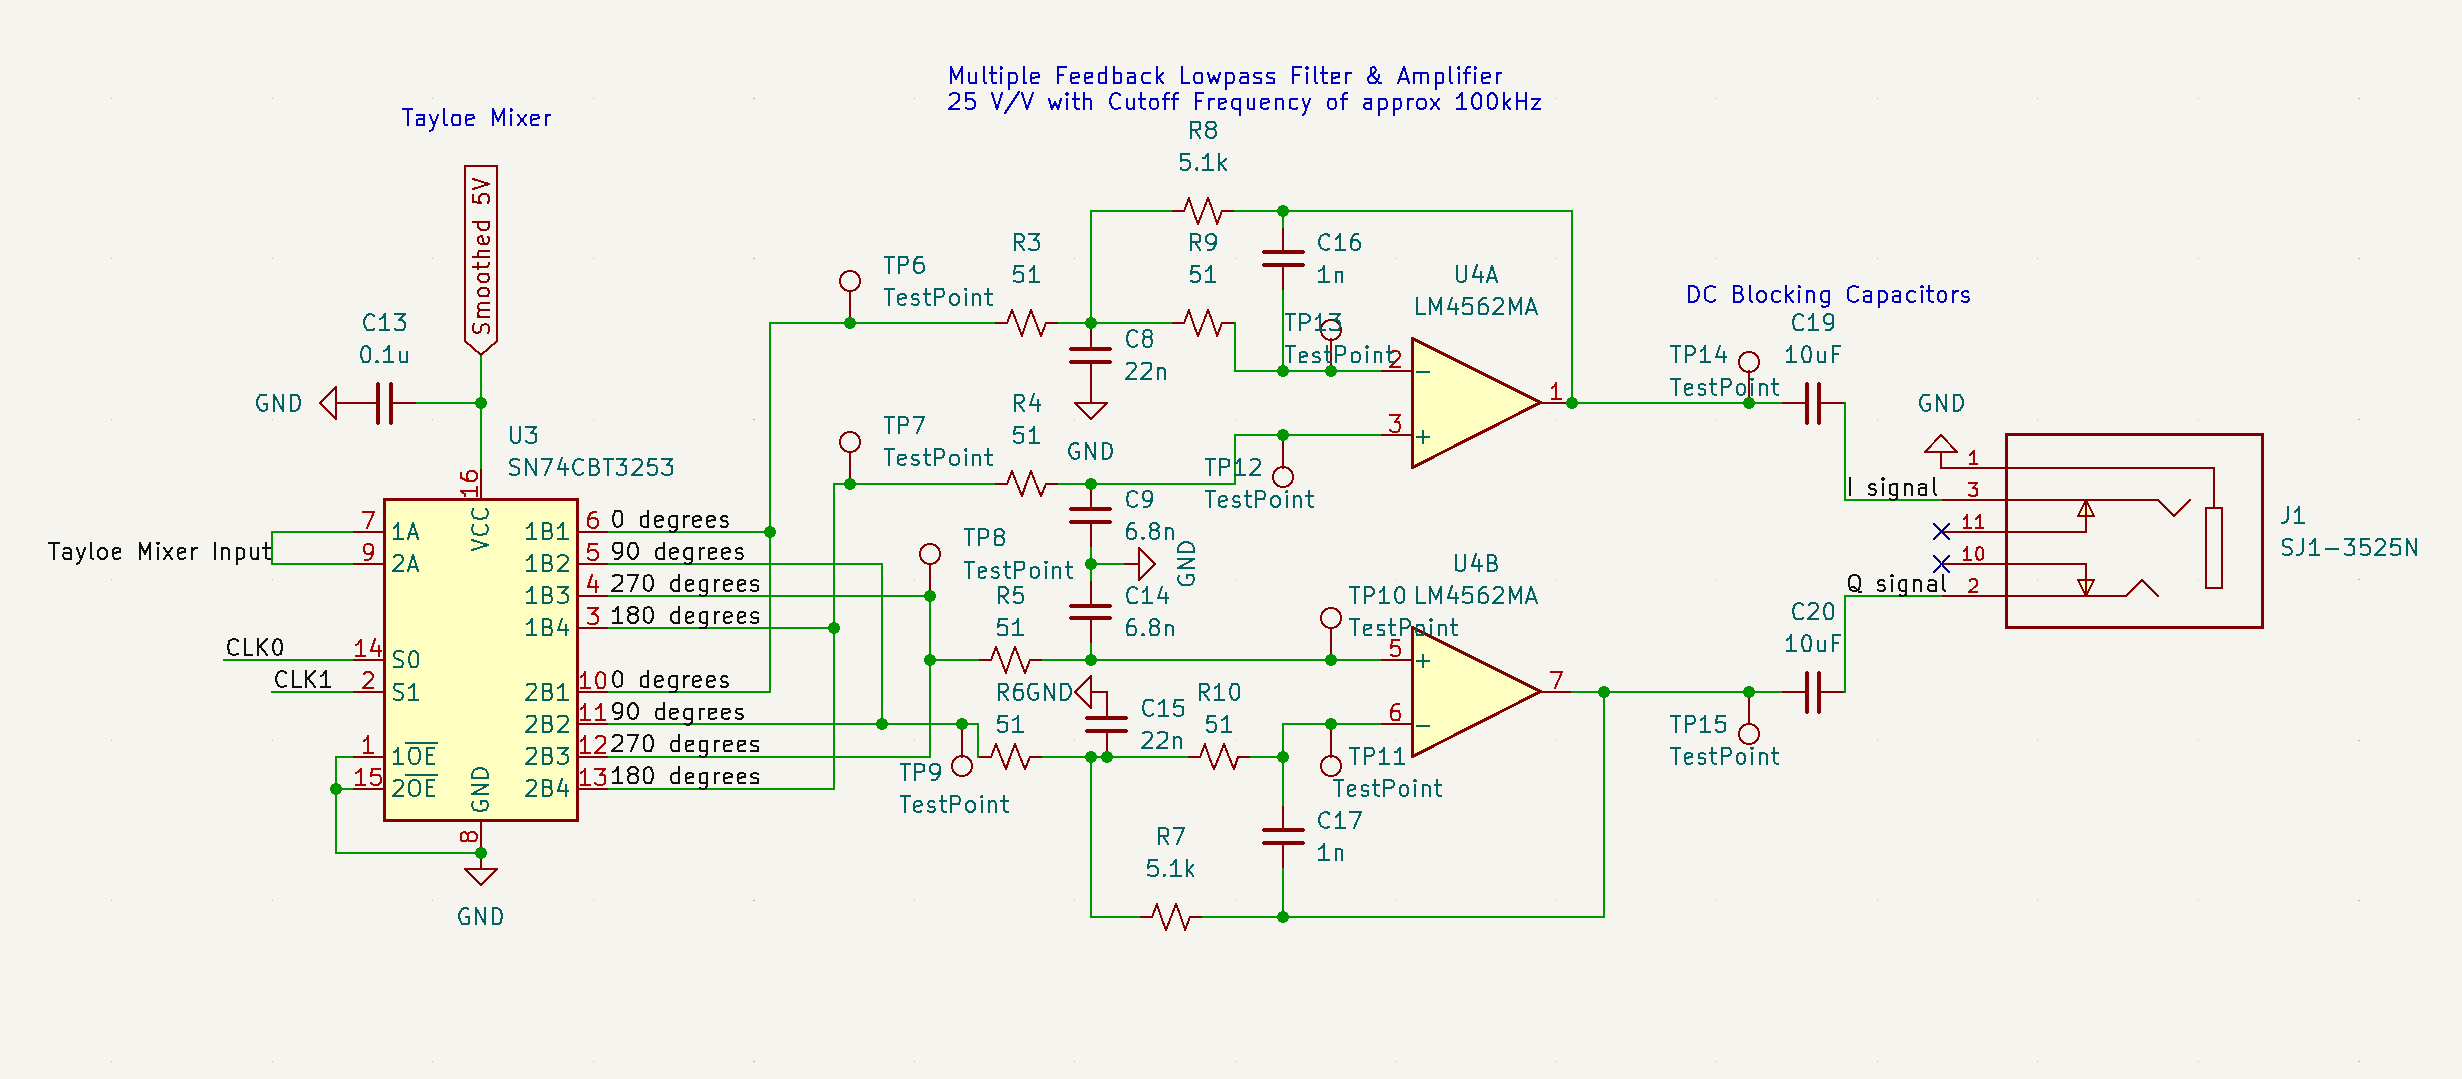 Multiple Feedback Lowpass Filter & Amplifier
25 V/V with Cutoff Frequency of approx 100kHz
Tayloe Mixer
Smoothed 5V
C13
0.1u
GND
U3
SN74CBT3253
16
VCC
7
1A
9
2A
Tayloe Mixer Input
14
S0
CLK0
2
S1
CLK1
1
1OE
15
2OE
GND
8
GND
1B1
6
0 degrees
1B2
5
90 degrees
1B3
4
270 degrees
1B4
3
180 degrees
2B1
10
0 degrees
2B2
11
90 degrees
2B3
12
270 degrees
2B4
13
180 degrees
TP6
TestPoint
TP7
TestPoint
TP8
TestPoint
TP9
TestPoint
R3
51
R4
51
R5
51
R6
51
GND
R8
5.1k
R9
51
C16
1n
C8
22n
GND
C9
6.8n
GND
C14
6.8n
C15
22n
R10
51
R7
5.1k
C17
1n
TP13
TestPoint
TP12
TestPoint
TP10
TestPoint
TP11
TestPoint
U4A
LM4562MA
2
−
3
+
1
U4B
LM4562MA
5
+
6
−
7
DC Blocking Capacitors
TP14
TestPoint
C19
10uF
TP15
TestPoint
C20
10uF
GND
1
I signal
3
11
10
Q signal
2
J1
SJ1-3525N